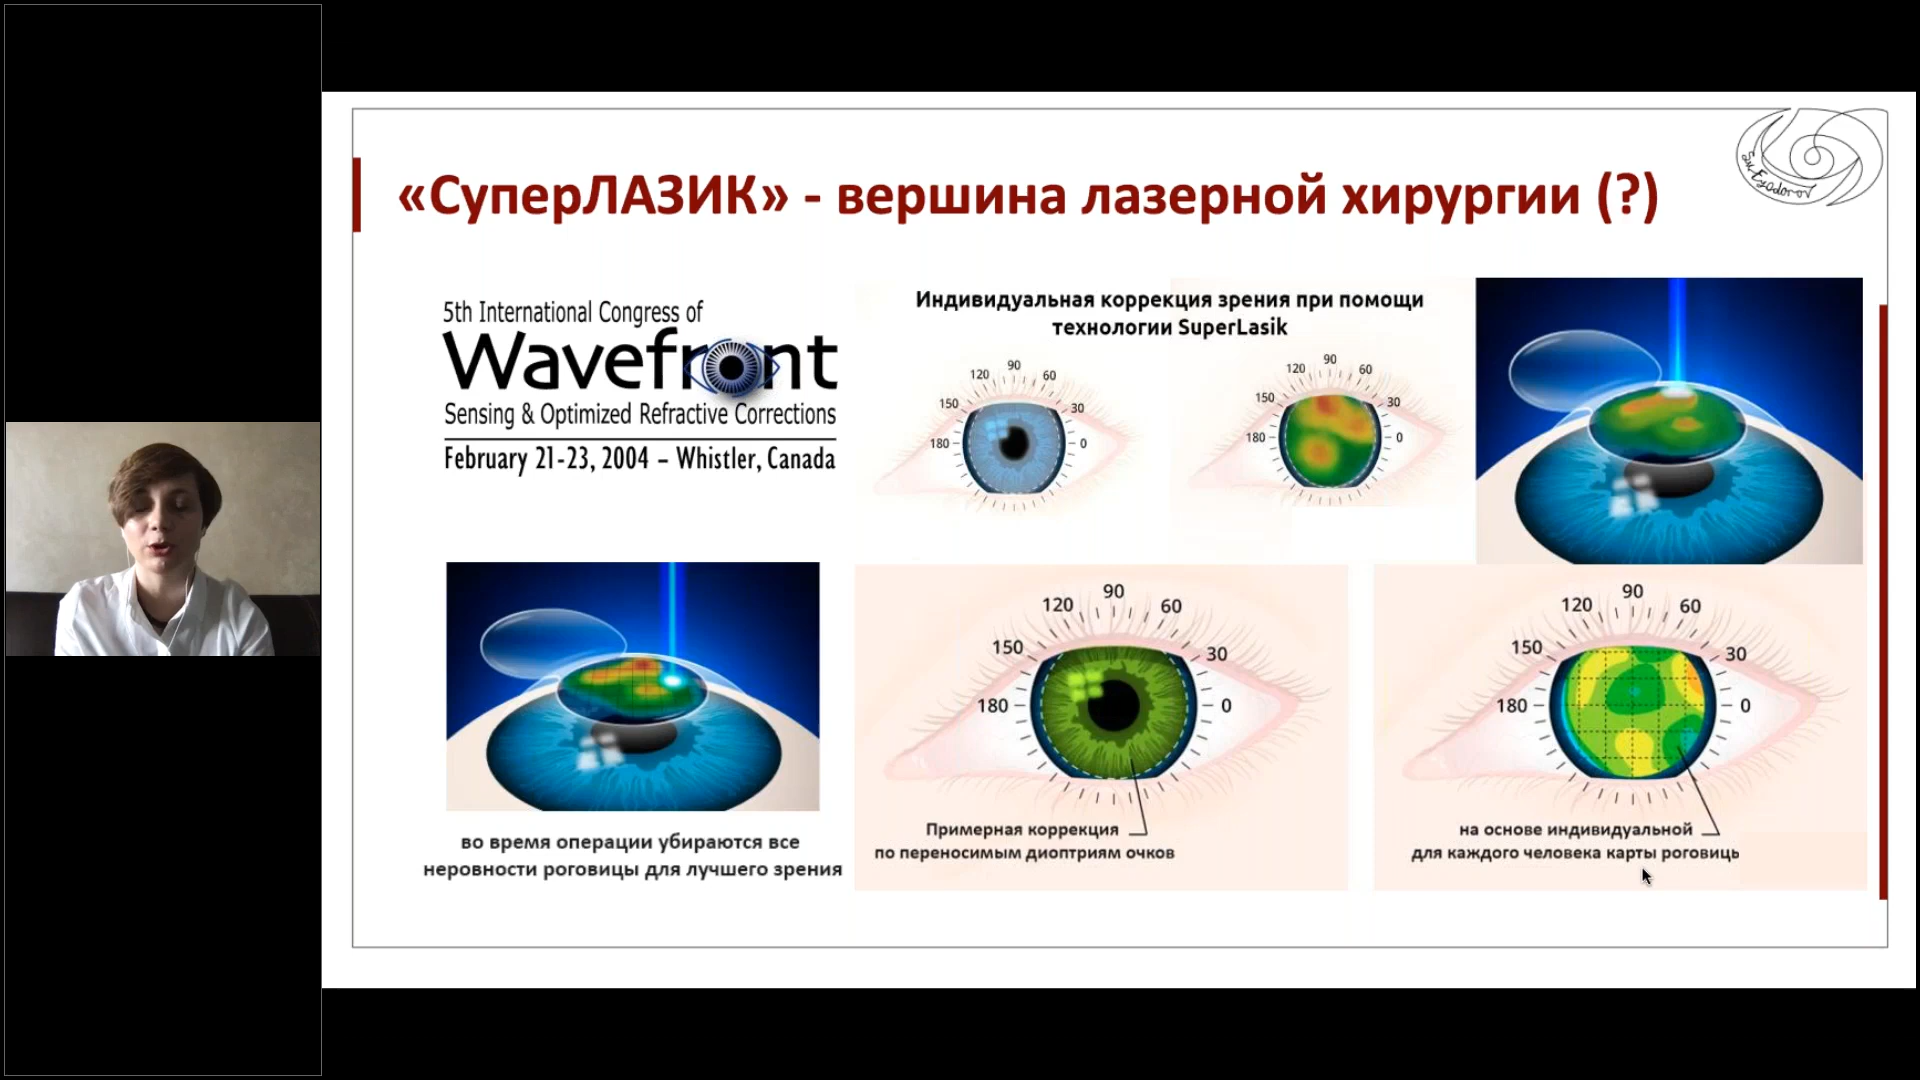 «СуперЛАЗИК» - вершина лазерной хирургии (?)
Sv. Fyodorov
5th International Congress of
Wavefront
Sensing & Optimized Refractive Corrections
February 21-23, 2004 – Whistler, Canada
Индивидуальная коррекция зрения при помощи
технологии SuperLasik
120 90 60
150 30
180 0
120 90 60
150 30
180 0
во время операции убираются все
неровности роговицы для лучшего зрения
120 90 60
150 30
180 0
Примерная коррекция
по переносимым диоптриям очков
120 90 60
150 30
180 0
на основе индивидуальной
для каждого человека карты роговиць